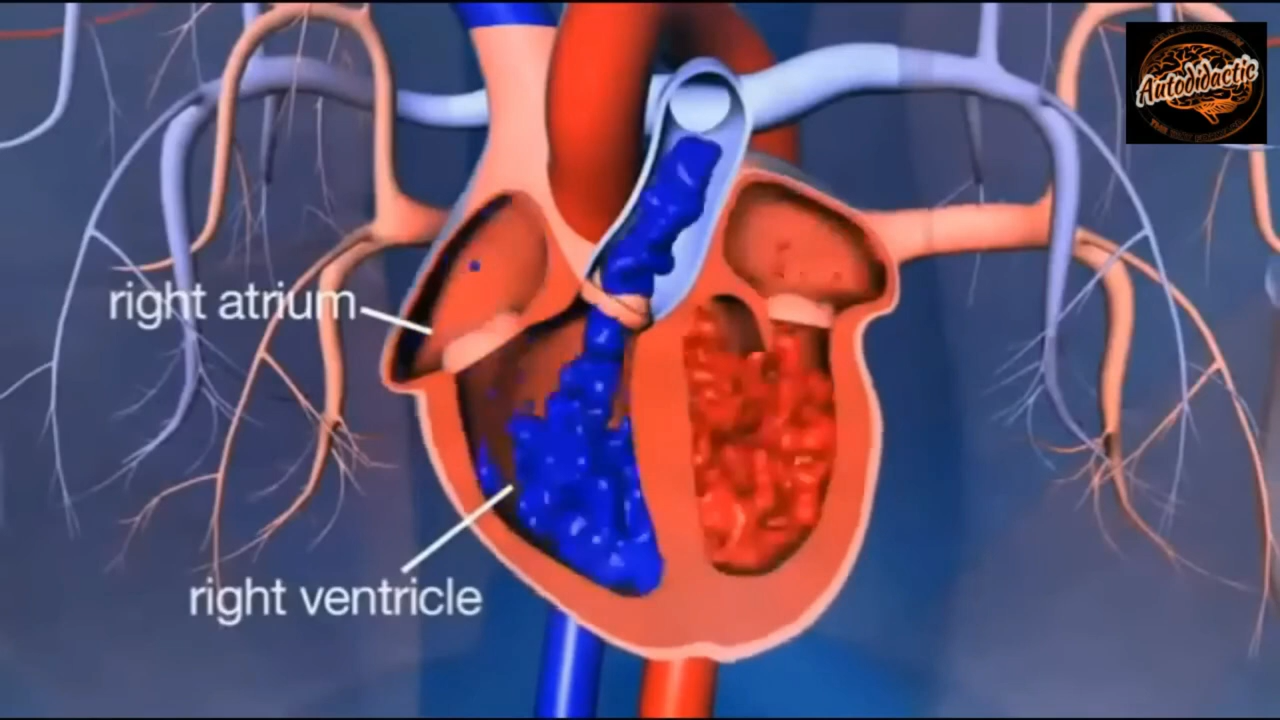 Autodidactic
right atrium
right ventricle